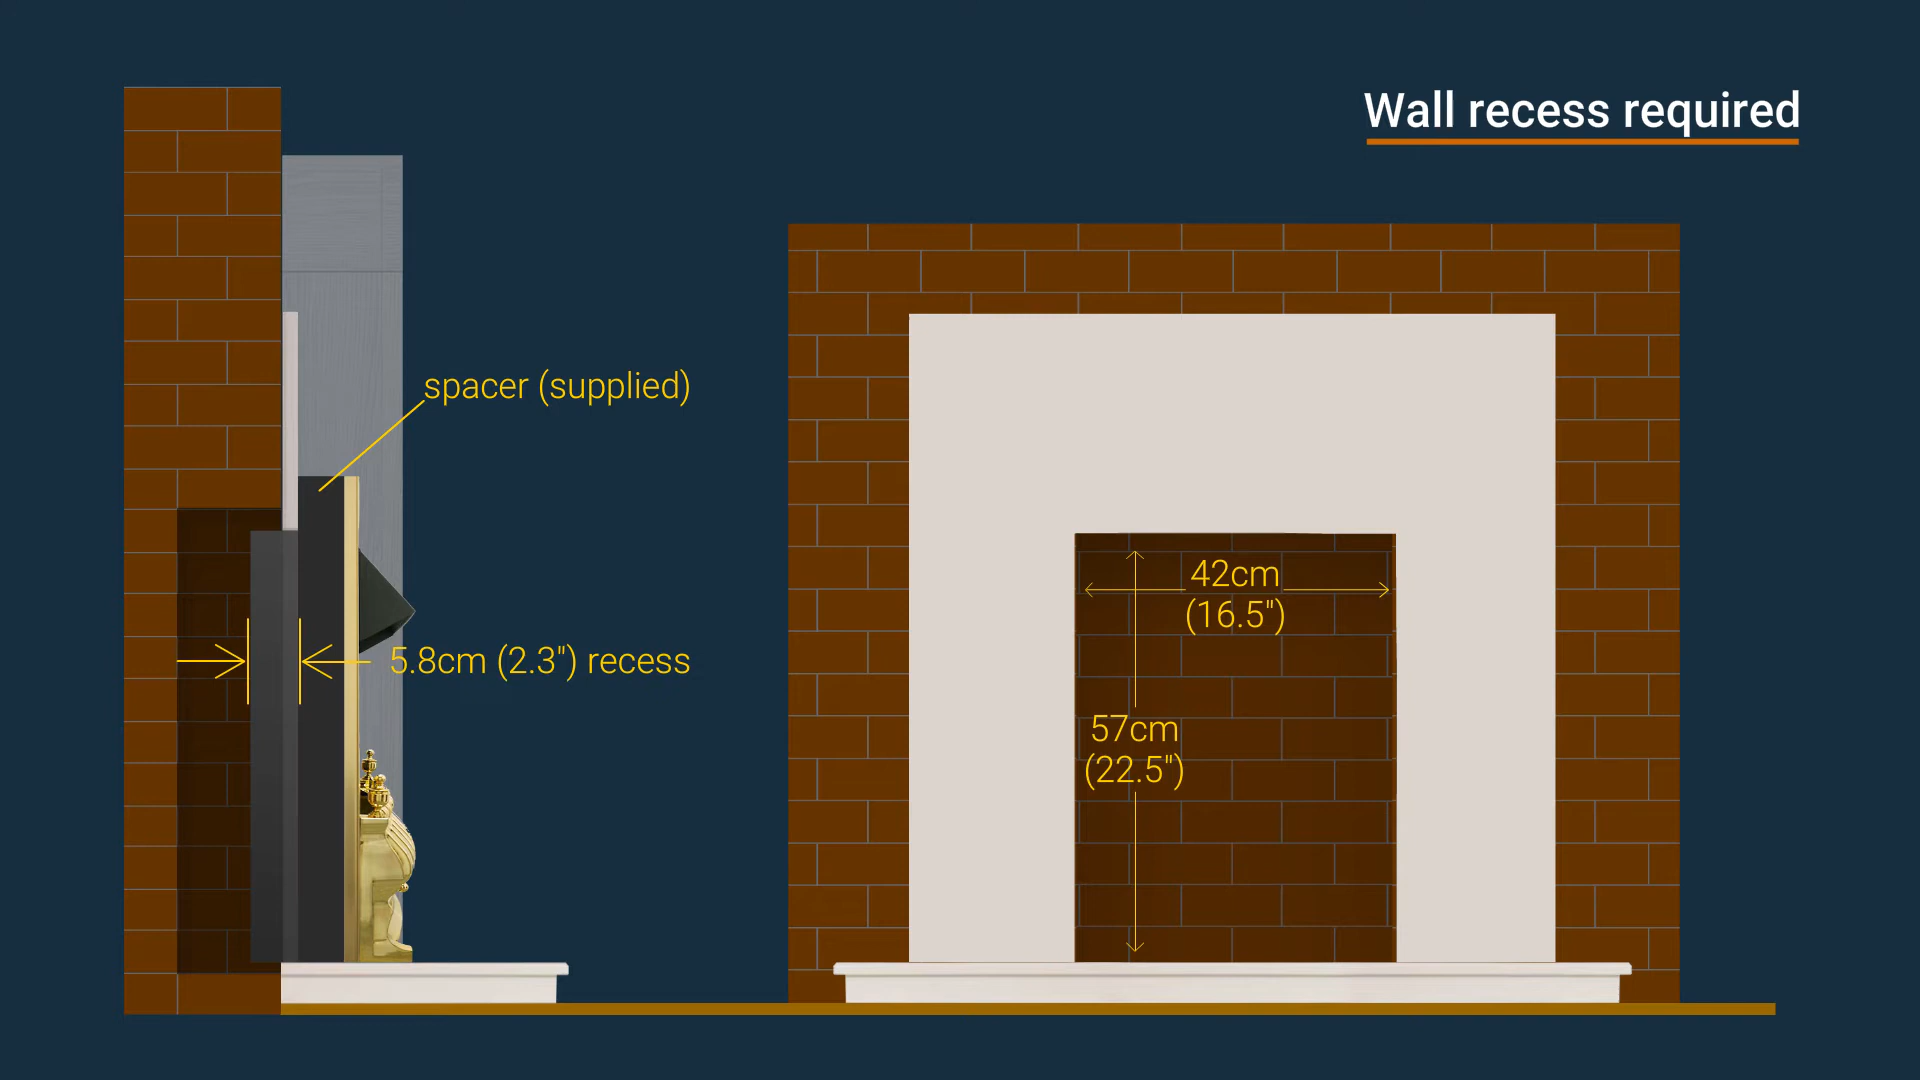 Wall recess required
spacer (supplied)
42cm
(16.5")
5.8cm (2.3") recess
57cm
(22.5")